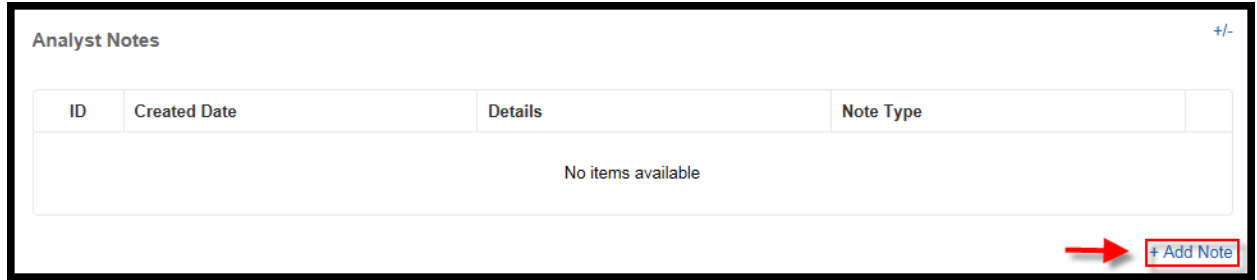 Analyst Notes
+/-
ID Created Date Details Note Type
No items available
+ Add Note